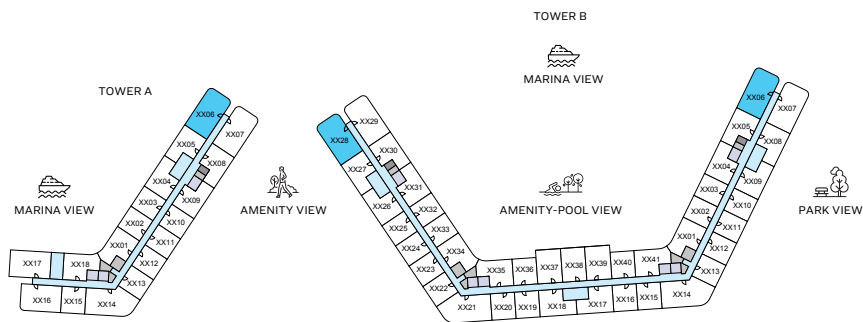 TOWER B
MARINA VIEW
TOWER A
MARINA VIEW
AMENITY VIEW
AMENITY-POOL VIEW
PARK VIEW
XX06
XX07
XX05
XX08
XX04
XX09
XX03
XX10
XX02
XX11
XX01
XX12
XX17
XX18
XX13
XX16
XX15
XX14
XX29
XX28
XX30
XX27
XX31
XX26
XX32
XX25
XX33
XX24
XX34
XX23
XX22
XX35
XX36
XX37
XX38
XX39
XX40
XX41
XX21
XX20
XX19
XX18
XX17
XX16
XX15
XX14
XX06
XX07
XX05
XX08
XX04
XX09
XX03
XX10
XX02
XX11
XX01
XX12
XX13